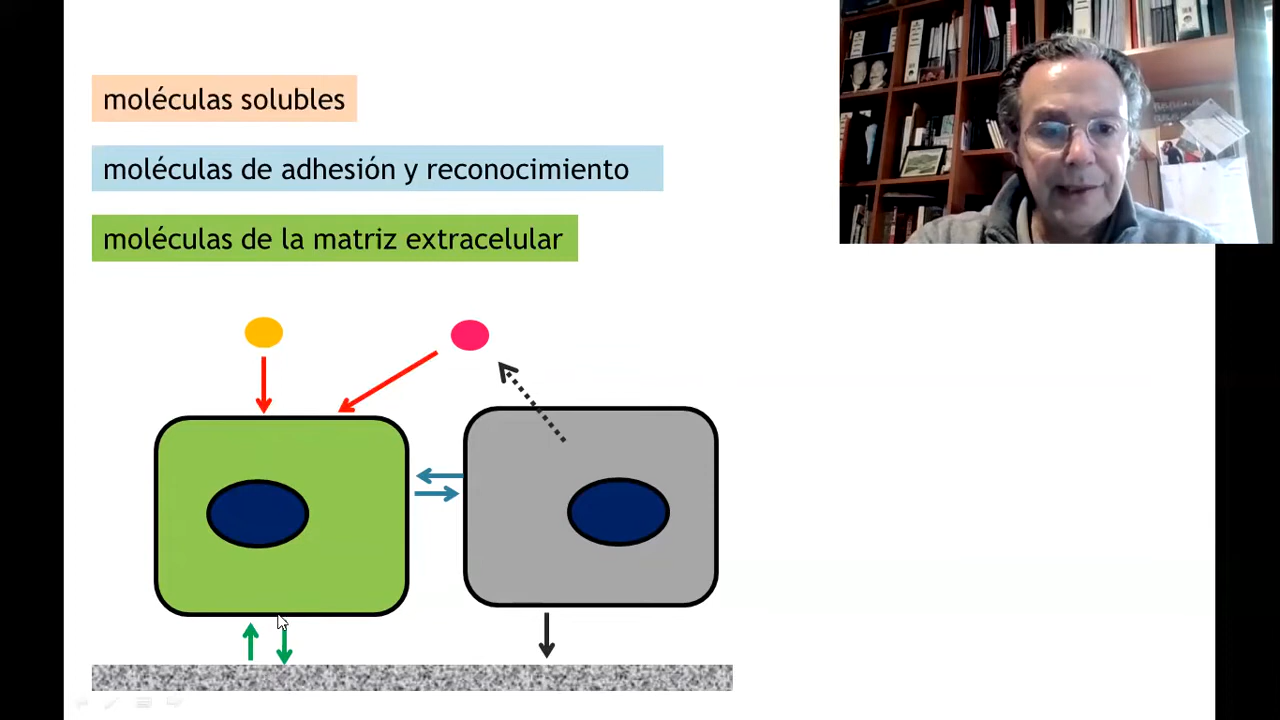 moléculas solubles
moléculas de adhesión y reconocimiento
moléculas de la matriz extracelular